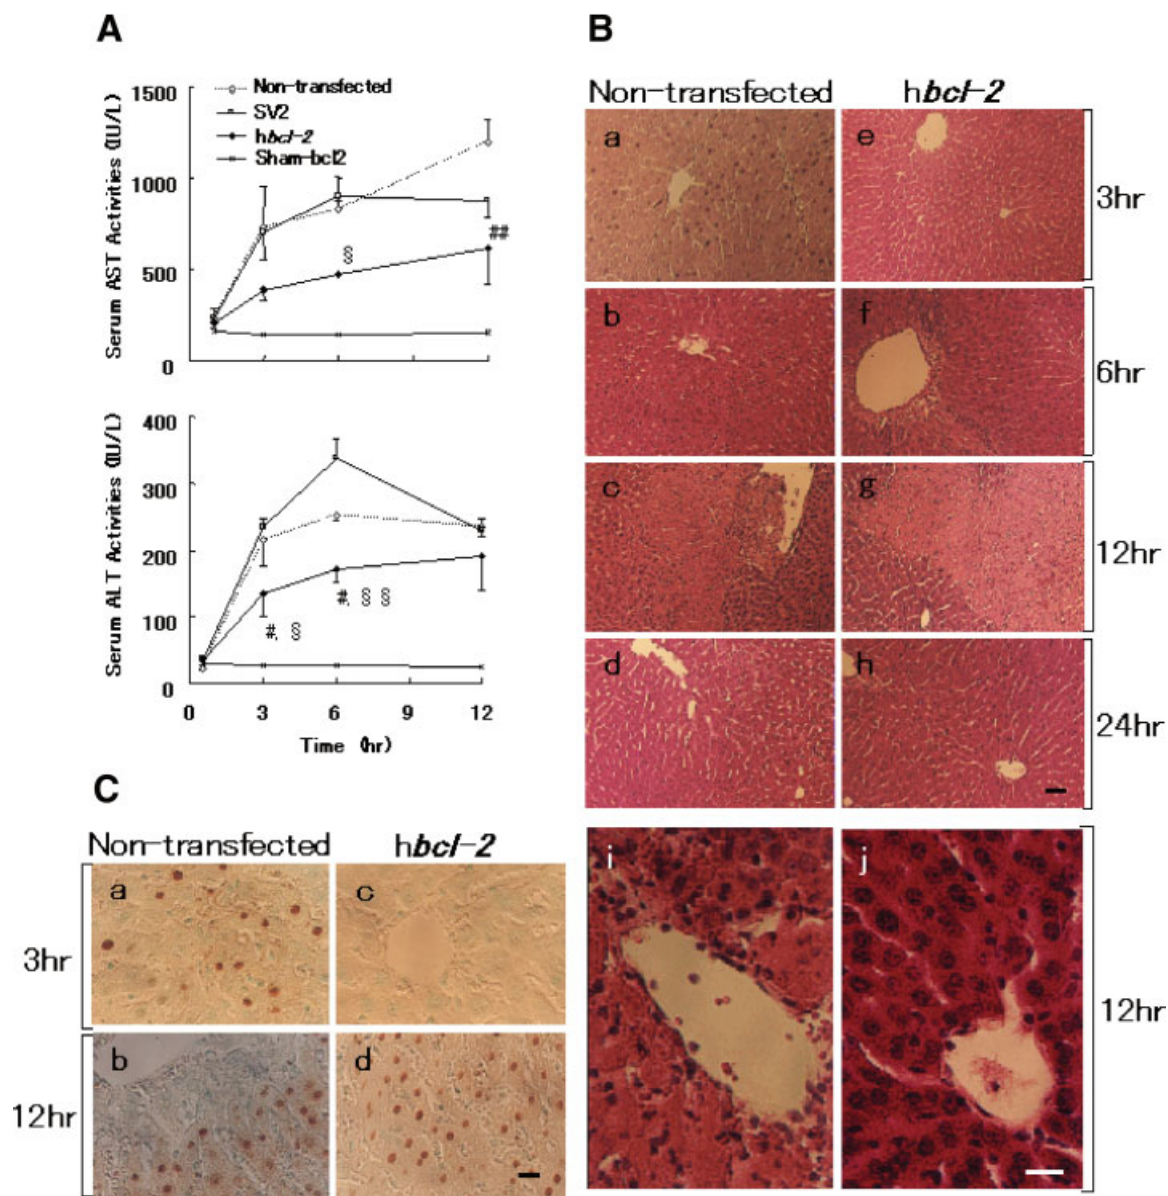 A
Non-transfected
SV2
hbcl-2
Sham-bcl2
Serum AST Activities (IU/L)
1500
1000
500
0
§
##
Serum ALT Activities (IU/L)
400
300
200
100
0
#, §
#, § §
0 3 6 9 12
Time (hr)
B
Non-transfected hbcl-2
a e 3hr
b f 6hr
c g 12hr
d h 24hr
i j 12hr
C
Non-transfected hbcl-2
3hr a c
12hr b d